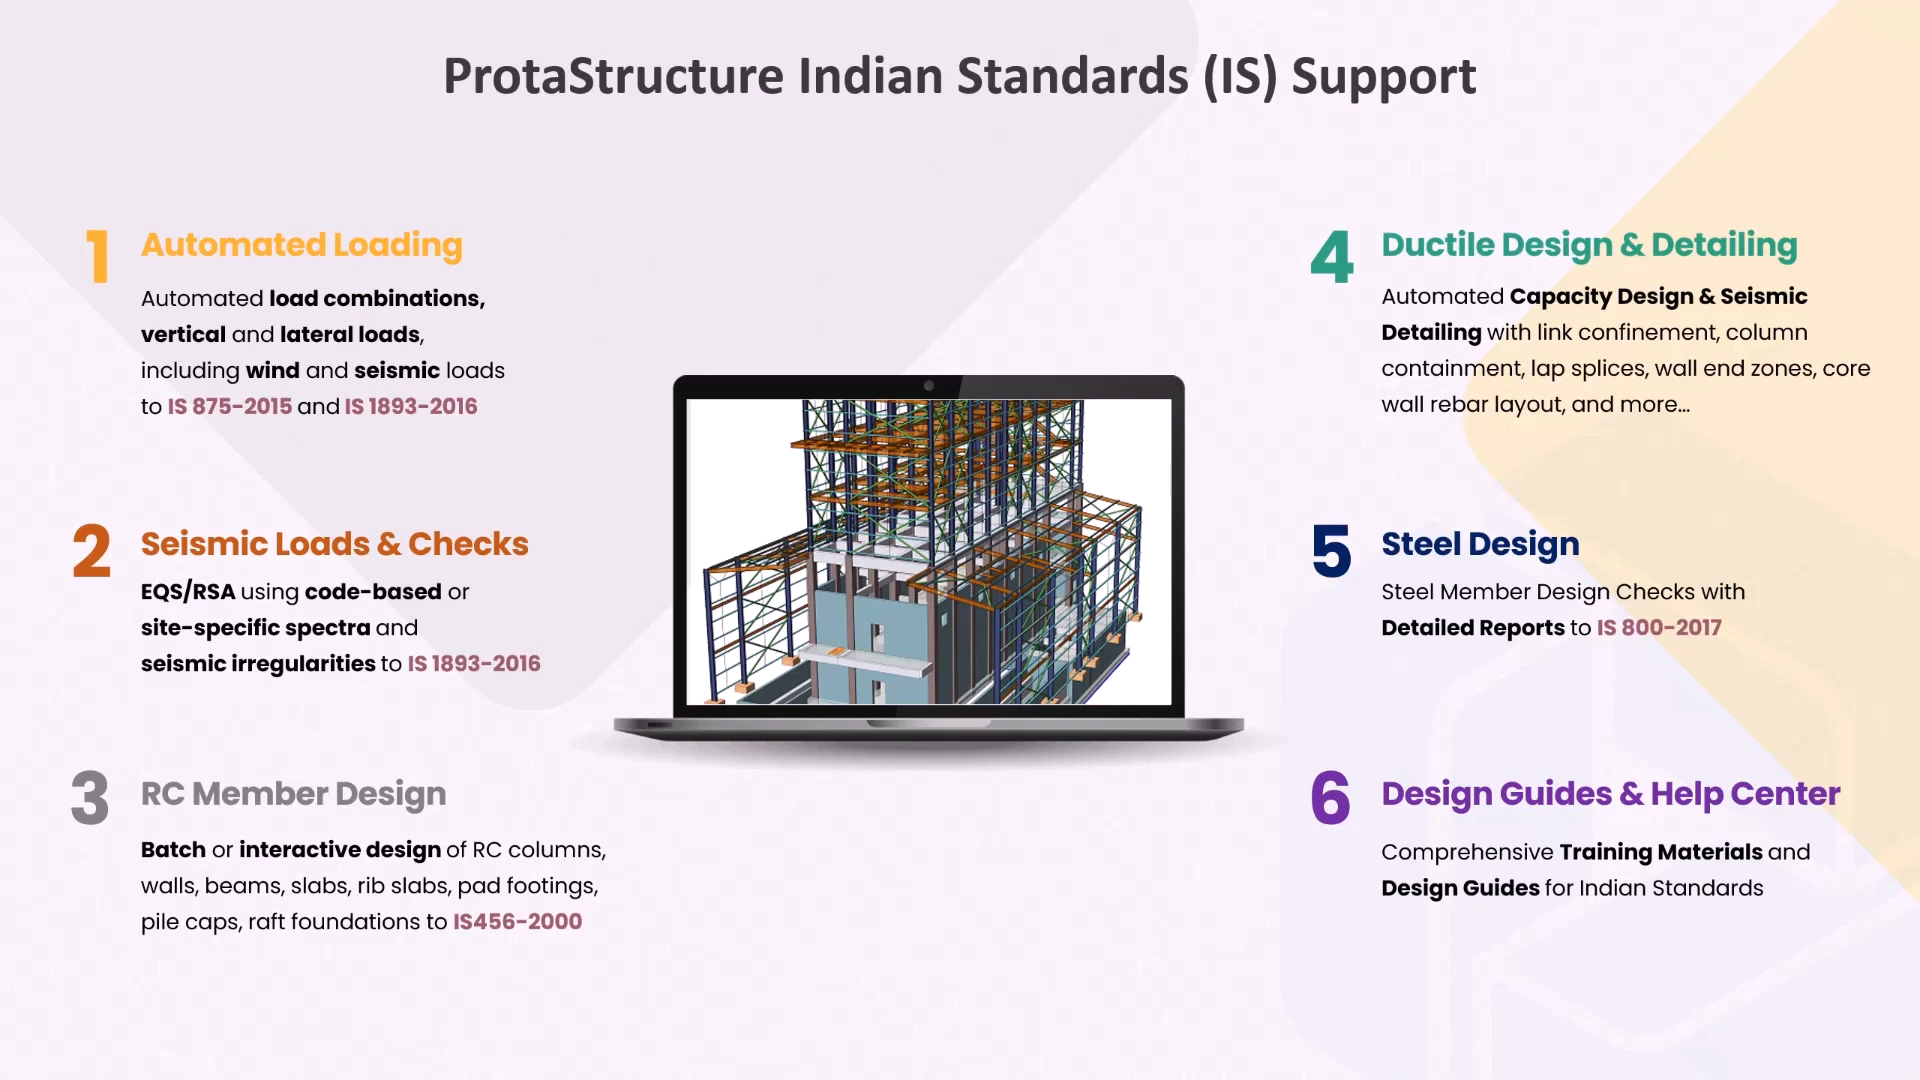 ProtaStructure Indian Standards (IS) Support
1
Automated Loading
Automated load combinations,
vertical and lateral loads,
including wind and seismic loads
to IS 875-2015 and IS 1893-2016
2
Seismic Loads & Checks
EQS/RSA using code-based or
site-specific spectra and
seismic irregularities to IS 1893-2016
3
RC Member Design
Batch or interactive design of RC columns,
walls, beams, slabs, rib slabs, pad footings,
pile caps, raft foundations to IS456-2000
4
Ductile Design & Detailing
Automated Capacity Design & Seismic
Detailing with link confinement, column
containment, lap splices, wall end zones, core
wall rebar layout, and more...
5
Steel Design
Steel Member Design Checks with
Detailed Reports to IS 800-2017
6
Design Guides & Help Center
Comprehensive Training Materials and
Design Guides for Indian Standards